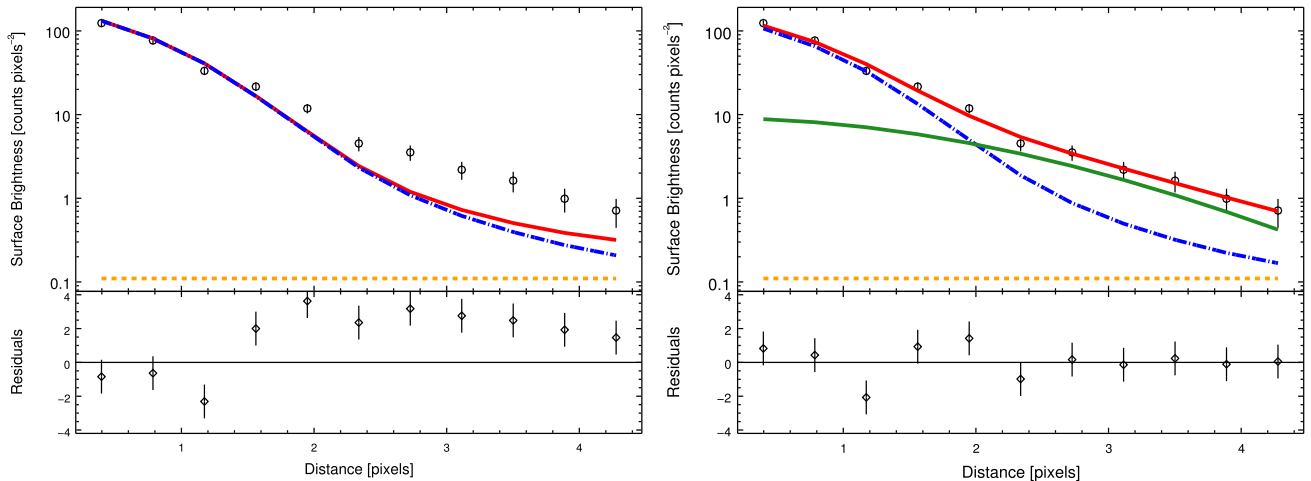 Surface Brightness [counts pixels⁻²]
100
10
1
0.1
Residuals
4
2
0
−2
−4
1 2 3 4
Distance [pixels]
Surface Brightness [counts pixels⁻²]
100
10
1
0.1
Residuals
4
2
0
−2
−4
1 2 3 4
Distance [pixels]